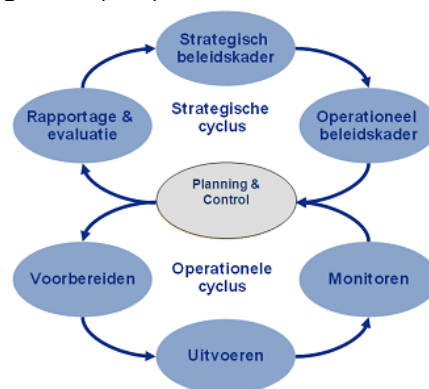 Strategisch
beleidskader
Rapportage &
evaluatie
Strategische
cyclus
Operationeel
beleidskader
Planning &
Control
Voorbereiden
Operationele
cyclus
Monitoren
Uitvoeren